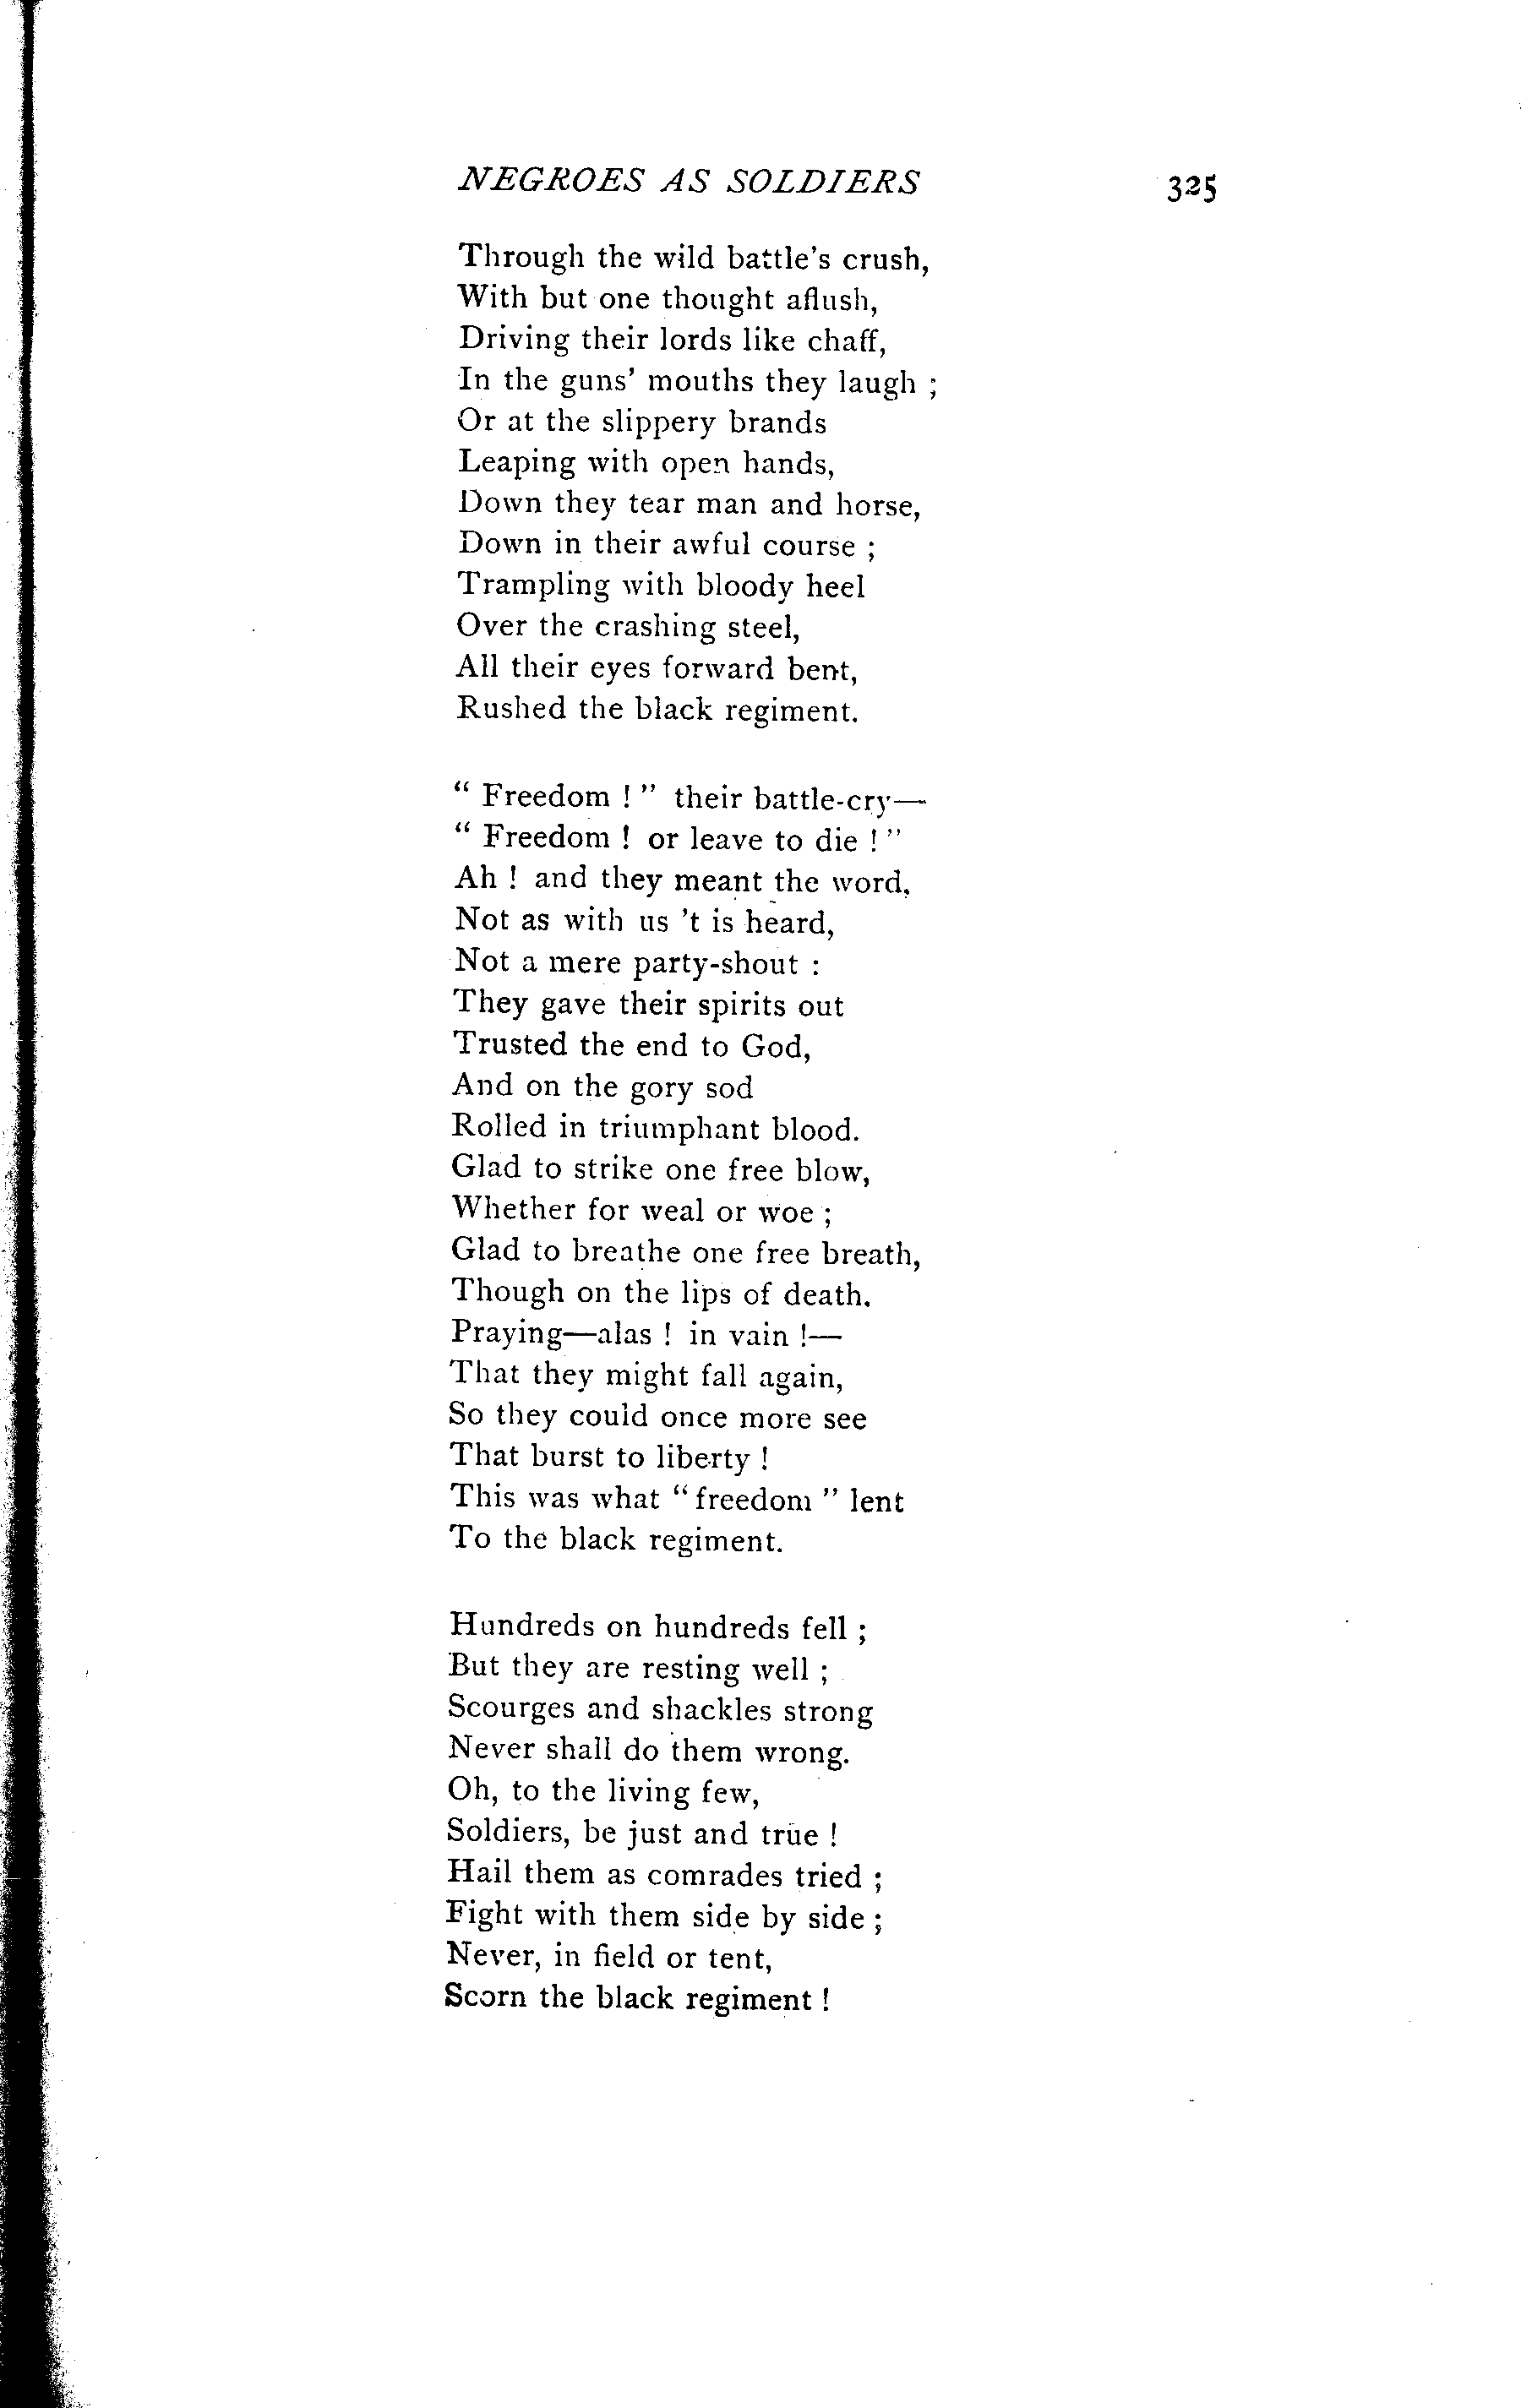 NEGROES AS SOLDIERS 325
Through the wild battle's crush,
With but one thought aflush,
Driving their lords like chaff,
In the guns' mouths they laugh ;
Or at the slippery brands
Leaping with open hands,
Down they tear man and horse,
Down in their awful course ;
Trampling with bloody heel
Over the crashing steel,
All their eyes forward bent,
Rushed the black regiment.

" Freedom ! " their battle-cry—
" Freedom ! or leave to die ! "
Ah ! and they meant the word,
Not as with us 't is heard,
Not a mere party-shout :
They gave their spirits out
Trusted the end to God,
And on the gory sod
Rolled in triumphant blood.
Glad to strike one free blow,
Whether for weal or woe ;
Glad to breathe one free breath,
Though on the lips of death.
Praying—alas ! in vain !—
That they might fall again,
So they could once more see
That burst to liberty !
This was what " freedom " lent
To the black regiment.

Hundreds on hundreds fell ;
But they are resting well ;
Scourges and shackles strong
Never shall do them wrong.
Oh, to the living few,
Soldiers, be just and true !
Hail them as comrades tried ;
Fight with them side by side ;
Never, in field or tent,
Scorn the black regiment !